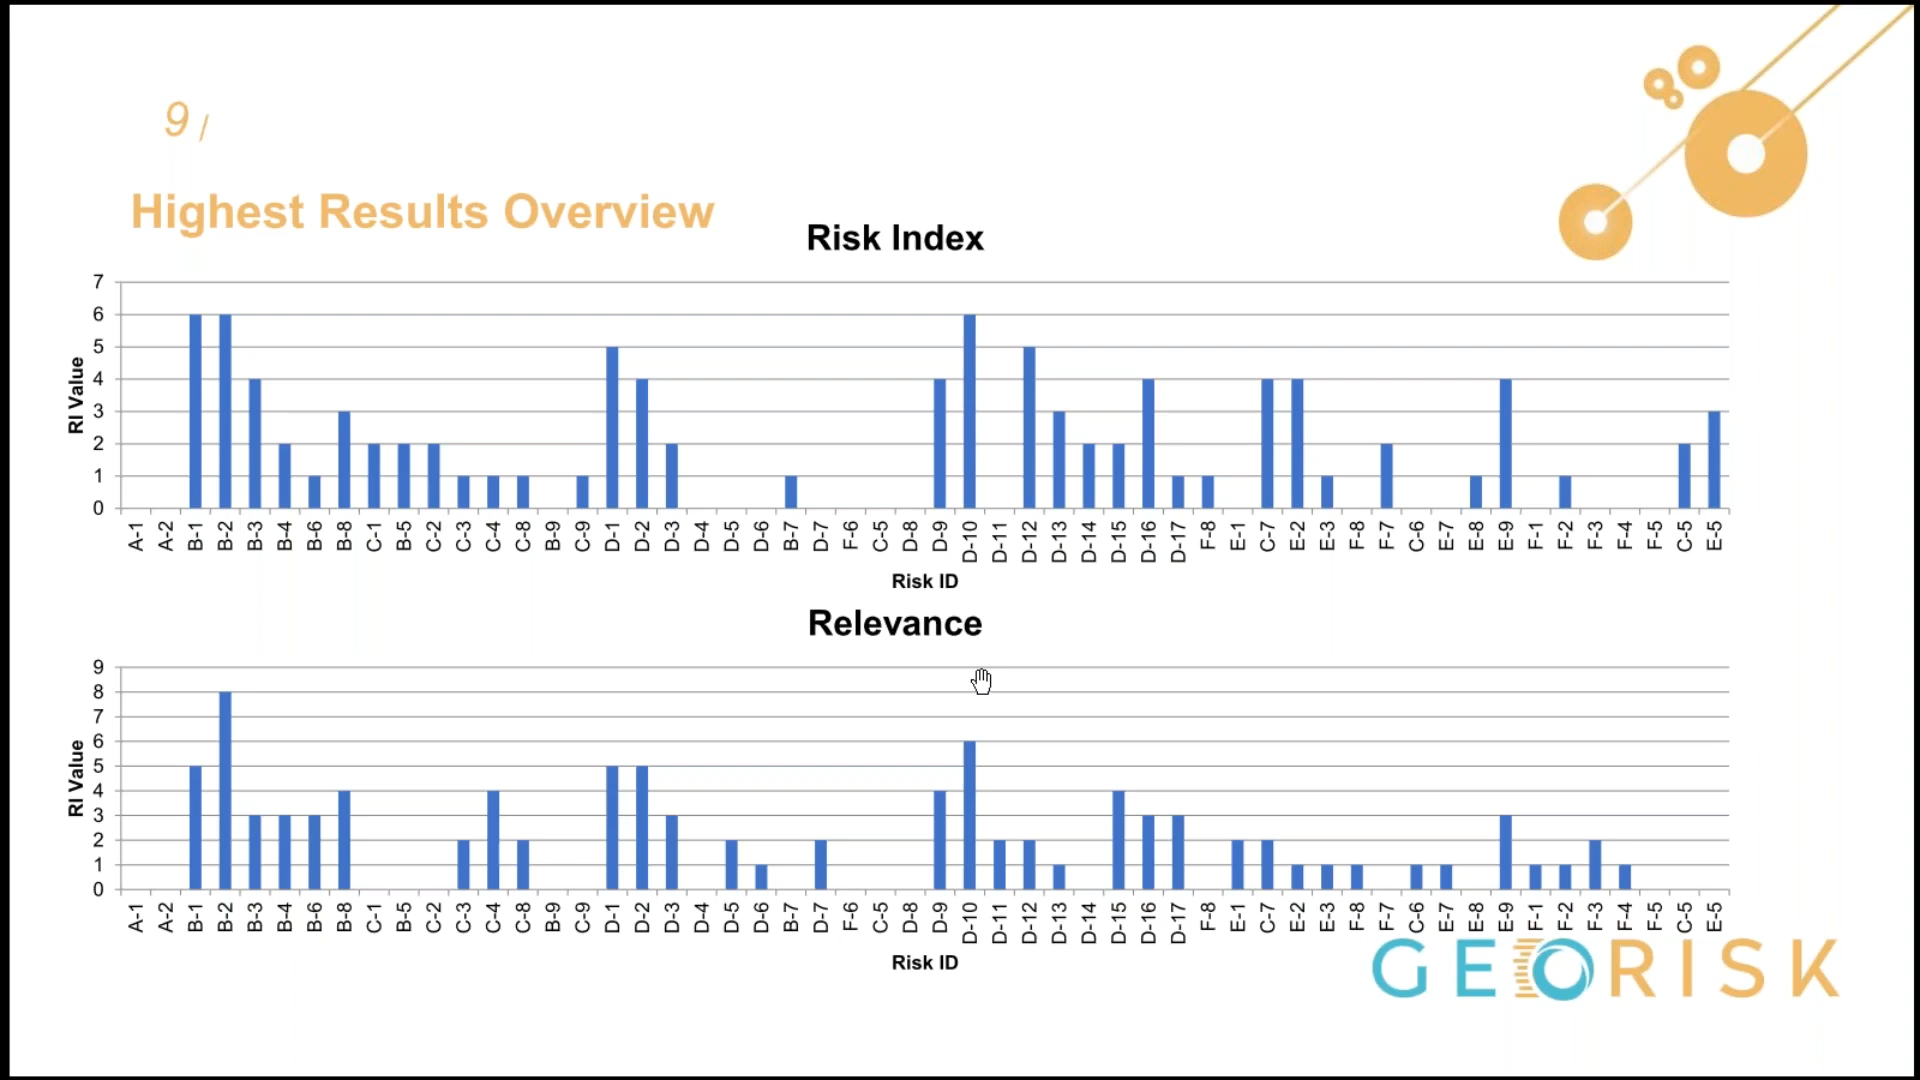 9 /
Highest Results Overview
Risk Index
7
6
5
4
3
2
1
0
RI Value
A-1 A-2 B-1 B-2 B-3 B-4 B-6 B-8 C-1 B-5 C-2 C-3 C-4 C-8 B-9 C-9 D-1 D-2 D-3 D-4 D-5 D-6 B-7 D-7 F-6 C-5 D-8 D-9 D-10 D-11 D-12 D-13 D-14 D-15 D-16 D-17 F-8 E-1 C-7 E-2 E-3 F-8 F-7 C-6 E-7 E-8 E-9 F-1 F-2 F-3 F-4 F-5 C-5 E-5
Risk ID
Relevance
9
8
7
6
5
4
3
2
1
0
RI Value
A-1 A-2 B-1 B-2 B-3 B-4 B-6 B-8 C-1 B-5 C-2 C-3 C-4 C-8 B-9 C-9 D-1 D-2 D-3 D-4 D-5 D-6 B-7 D-7 F-6 C-5 D-8 D-9 D-10 D-11 D-12 D-13 D-14 D-15 D-16 D-17 F-8 E-1 C-7 E-2 E-3 F-8 F-7 C-6 E-7 E-8 E-9 F-1 F-2 F-3 F-4 F-5 C-5 E-5
Risk ID
GEORISK